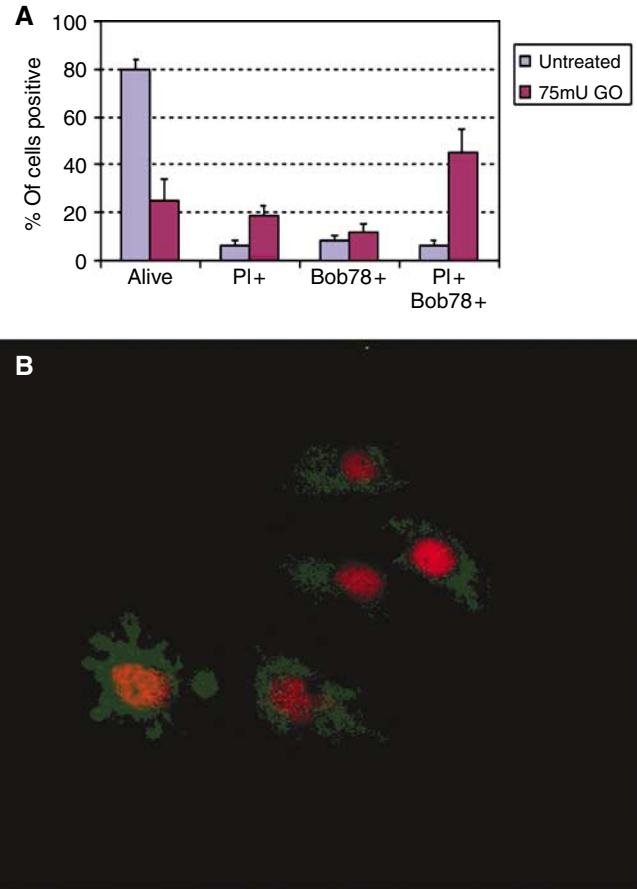 A
100
80
60
40
20
0
% Of cells positive
Alive
PI+
Bob78+
PI+
Bob78+
Untreated
75mU GO
B